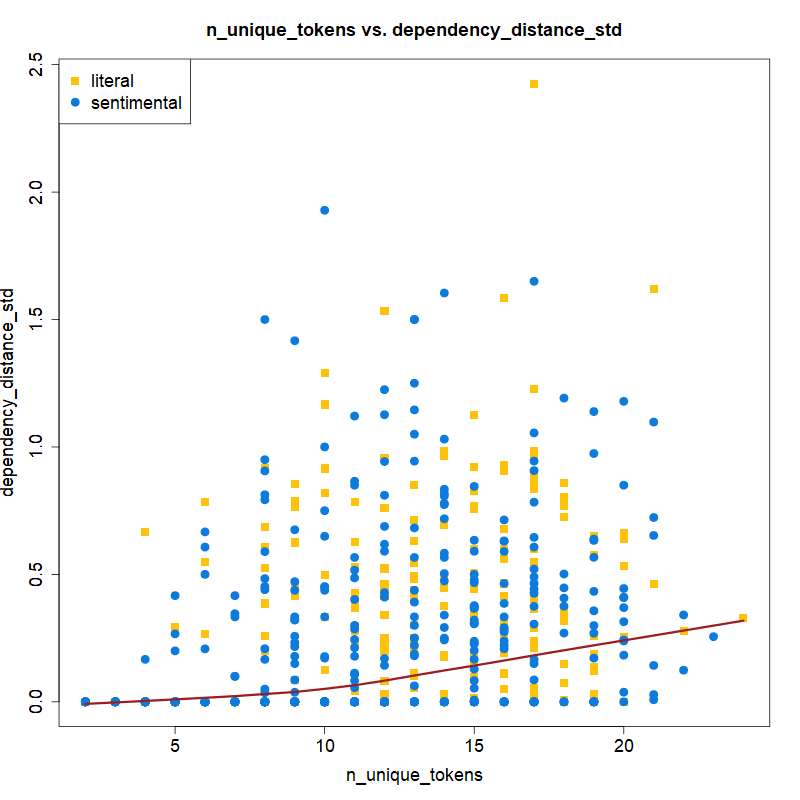 n_unique_tokens vs. dependency_distance_std
literal
sentimental
dependency_distance_std
2.5
2.0
1.5
1.0
0.5
0.0
5
10
15
20
n_unique_tokens